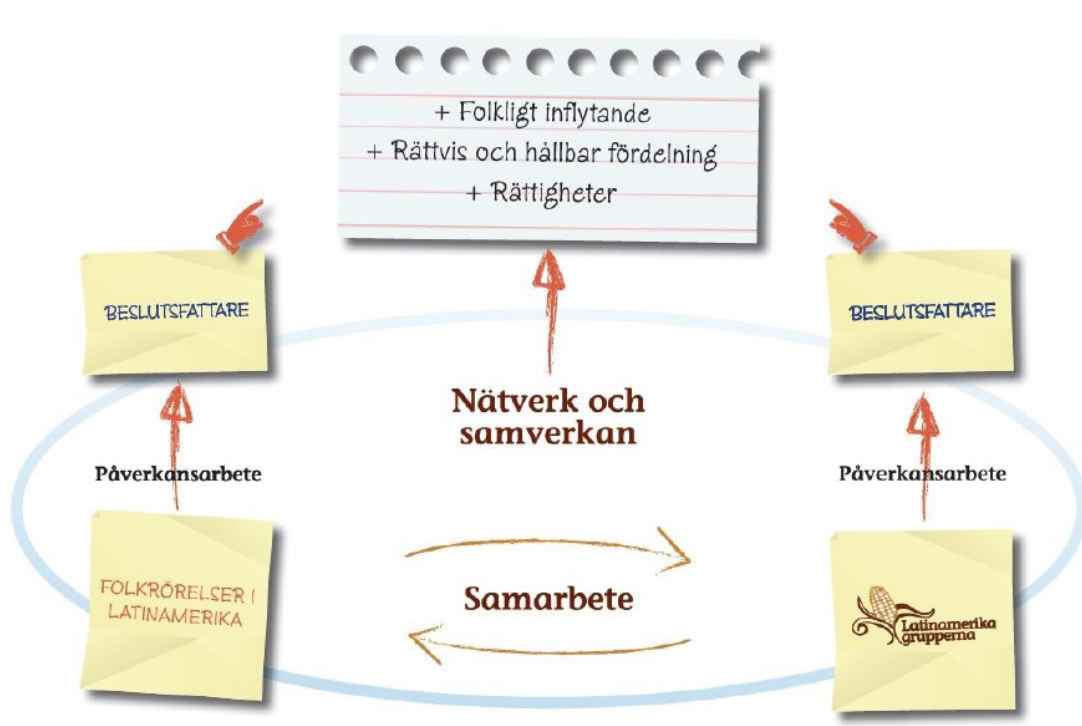 + Folkligt inflytande
+ Rättvis och hållbar fördelning
+ Rättigheter
BESLUTSFATTARE
BESLUTSFATTARE
Nätverk och
samverkan
Påverkansarbete
Påverkansarbete
FOLKRÖRELSER I
LATINAMERIKA
Samarbete
Latinamerika
grupperna